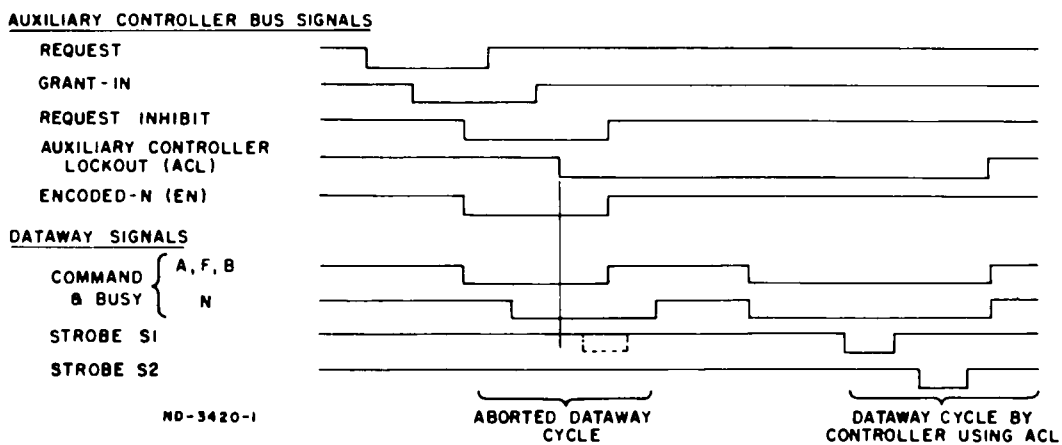 AUXILIARY CONTROLLER BUS SIGNALS
REQUEST
GRANT-IN
REQUEST INHIBIT
AUXILIARY CONTROLLER
LOCKOUT (ACL)
ENCODED-N (EN)
DATAWAY SIGNALS
COMMAND
& BUSY
A, F, B
N
STROBE S1
STROBE S2
ND-3420-1
ABORTED DATAWAY
CYCLE
DATAWAY CYCLE BY
CONTROLLER USING ACL